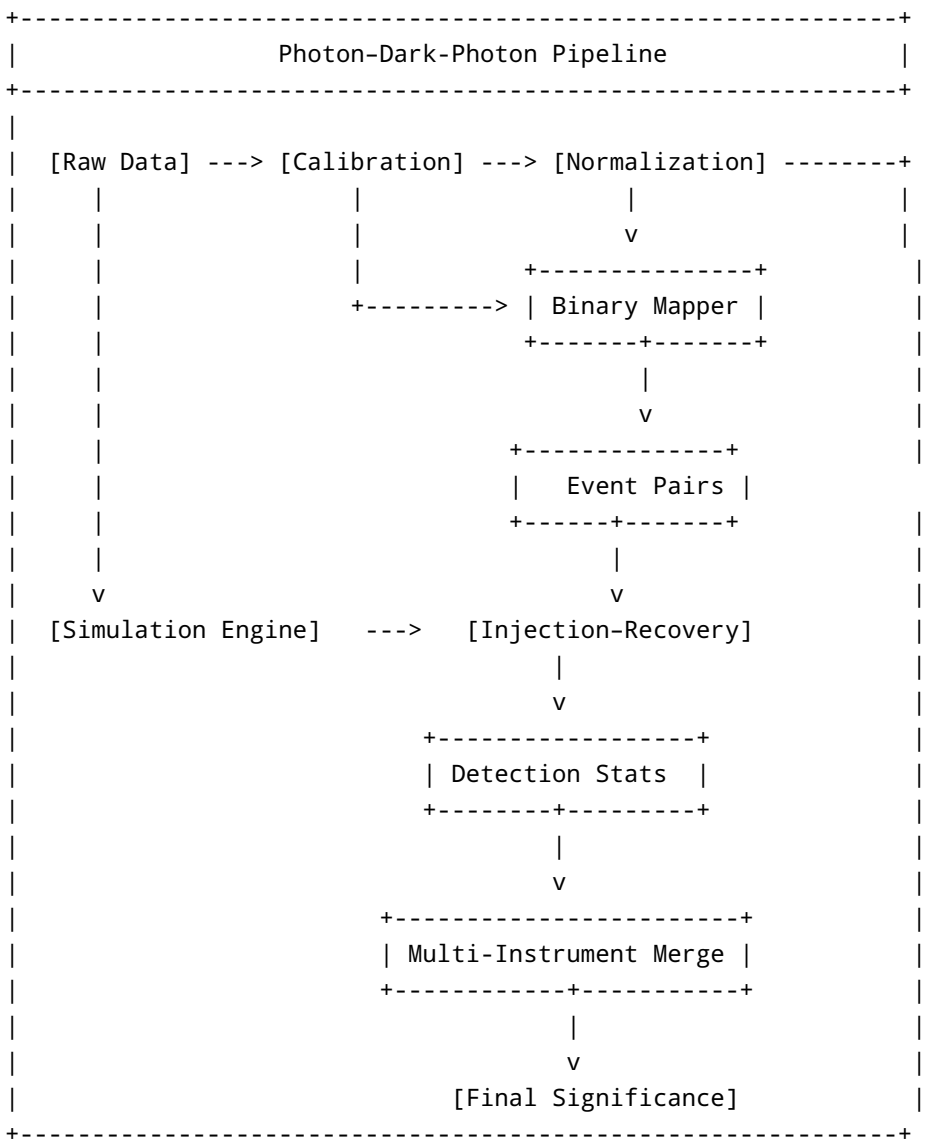 Photon–Dark-Photon Pipeline
[Raw Data] ---> [Calibration] ---> [Normalization] --------+
Binary Mapper
Event Pairs
[Simulation Engine] ---> [Injection–Recovery]
Detection Stats
Multi-Instrument Merge
[Final Significance]